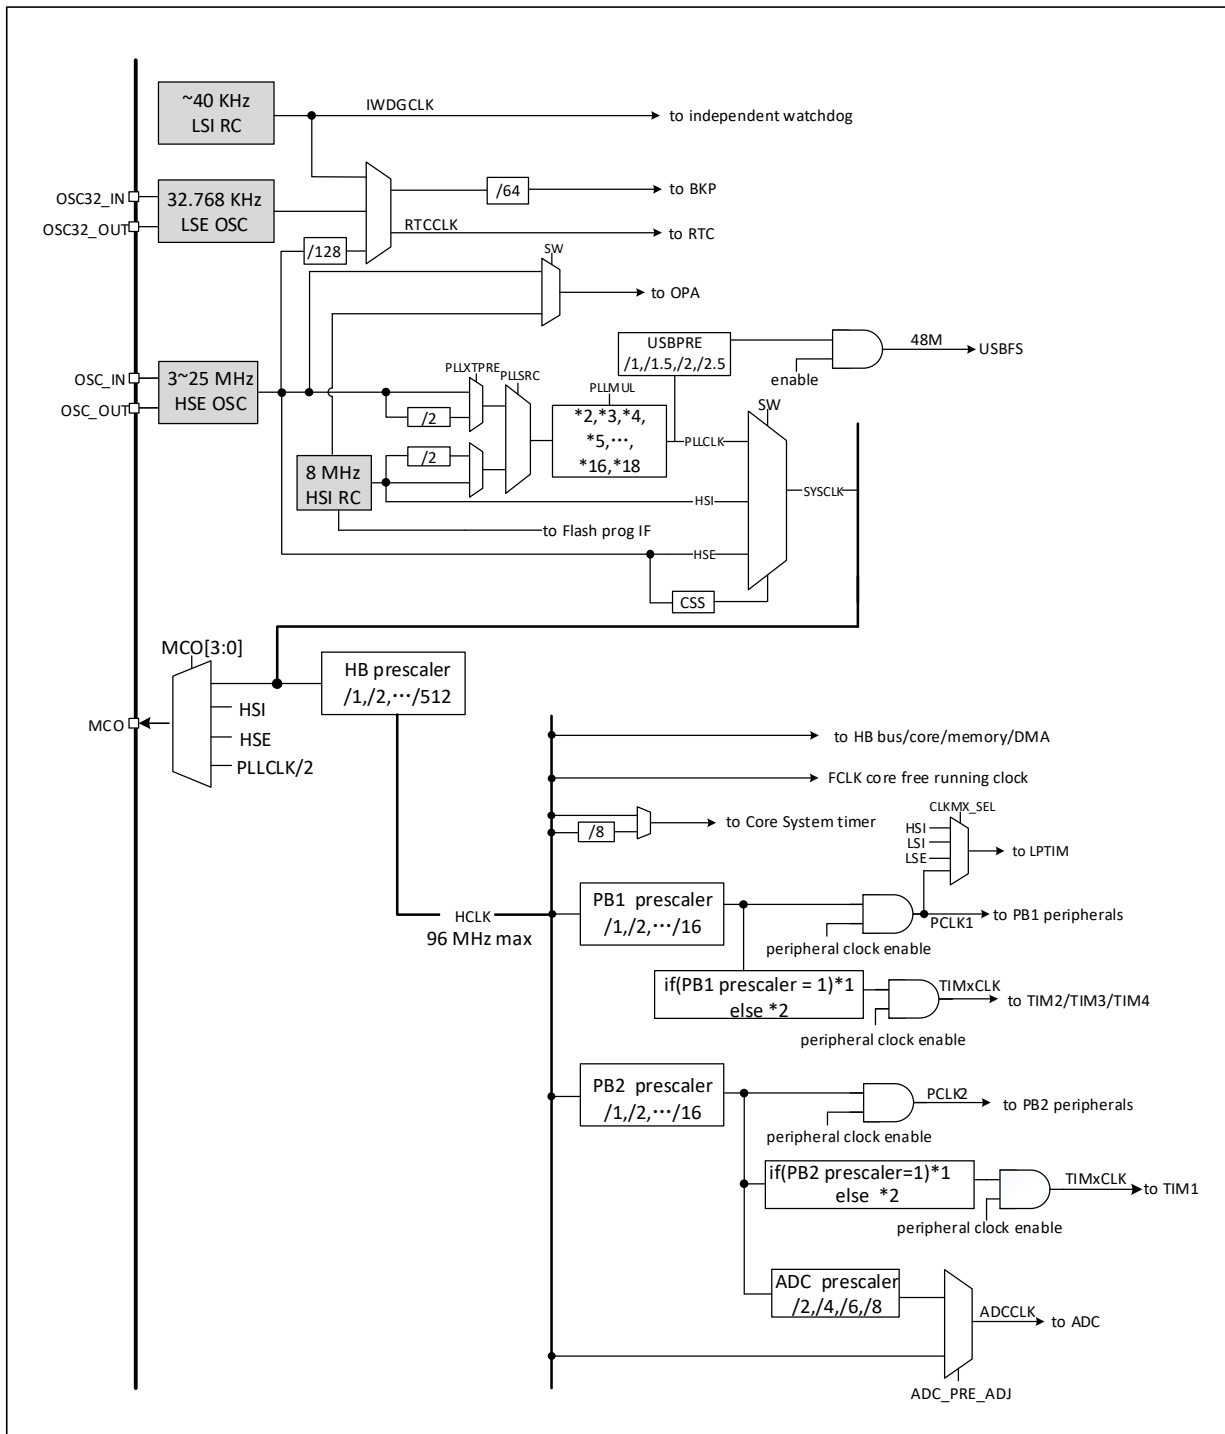 ~40 KHz
LSI RC
IWDGCLK
to independent watchdog
OSC32_IN
OSC32_OUT
32.768 KHz
LSE OSC
/64
to BKP
RTCCLK
to RTC
/128
SW
to OPA
USBPRE
/1,/1.5,/2,/2.5
enable
48M
USBFS
OSC_IN
OSC_OUT
3~25 MHz
HSE OSC
PLLXTPRE
PLLSRC
PLLMUL
/2
*2,*3,*4,
*5,⋯,
*16,*18
PLLCLK
SW
/2
8 MHz
HSI RC
HSI
SYSCLK
to Flash prog IF
HSE
CSS
MCO[3:0]
HB prescaler
/1,/2,⋯/512
HSI
MCO
HSE
PLLCLK/2
to HB bus/core/memory/DMA
FCLK core free running clock
/8
to Core System timer
CLKMX_SEL
HSI
LSI
LSE
to LPTIM
HCLK
96 MHz max
PB1 prescaler
/1,/2,⋯/16
PCLK1
to PB1 peripherals
peripheral clock enable
if(PB1 prescaler = 1)*1
else *2
TIMxCLK
to TIM2/TIM3/TIM4
peripheral clock enable
PB2 prescaler
/1,/2,⋯/16
PCLK2
to PB2 peripherals
peripheral clock enable
if(PB2 prescaler=1)*1
else *2
TIMxCLK
to TIM1
peripheral clock enable
ADC prescaler
/2,/4,/6,/8
ADCCLK
to ADC
ADC_PRE_ADJ